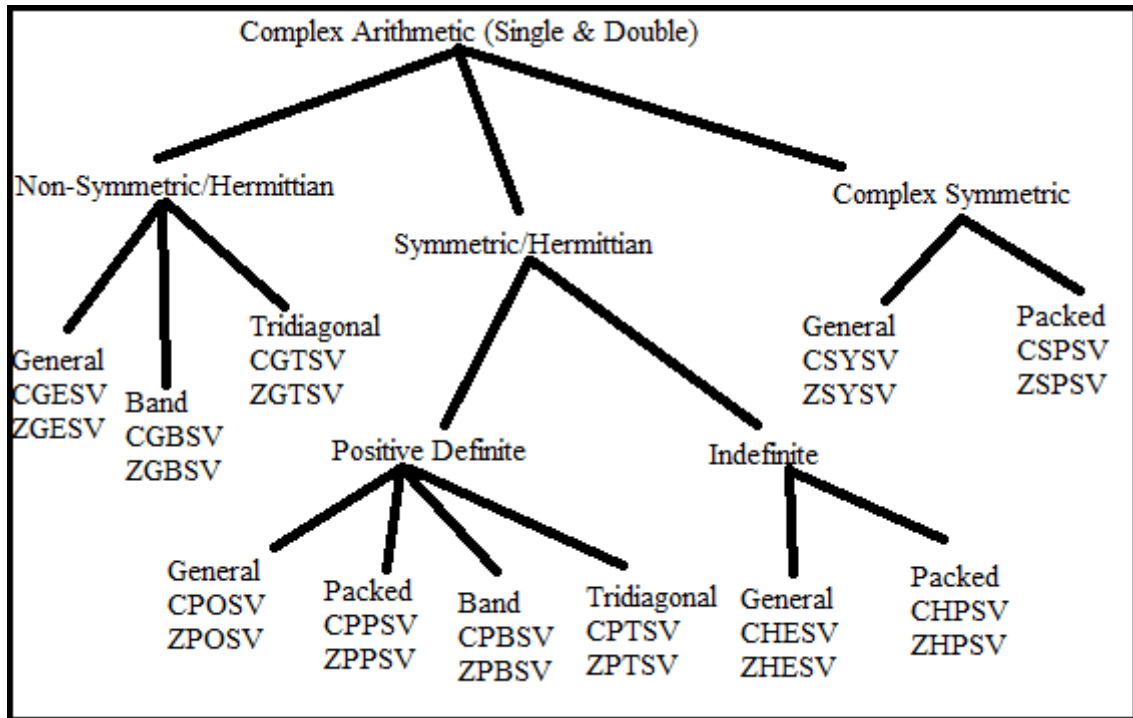 Complex Arithmetic (Single & Double)
Non-Symmetric/Hermittian
Symmetric/Hermittian
Complex Symmetric
General
CGESV
ZGESV
Band
CGBSV
ZGBSV
Tridiagonal
CGTSV
ZGTSV
Positive Definite
Indefinite
General
CSYSV
ZSYSV
Packed
CSPSV
ZSPSV
General
CPOSV
ZPOSV
Packed
CPPSV
ZPPSV
Band
CPBSV
ZPBSV
Tridiagonal
CPTSV
ZPTSV
General
CHESV
ZHESV
Packed
CHPSV
ZHPSV